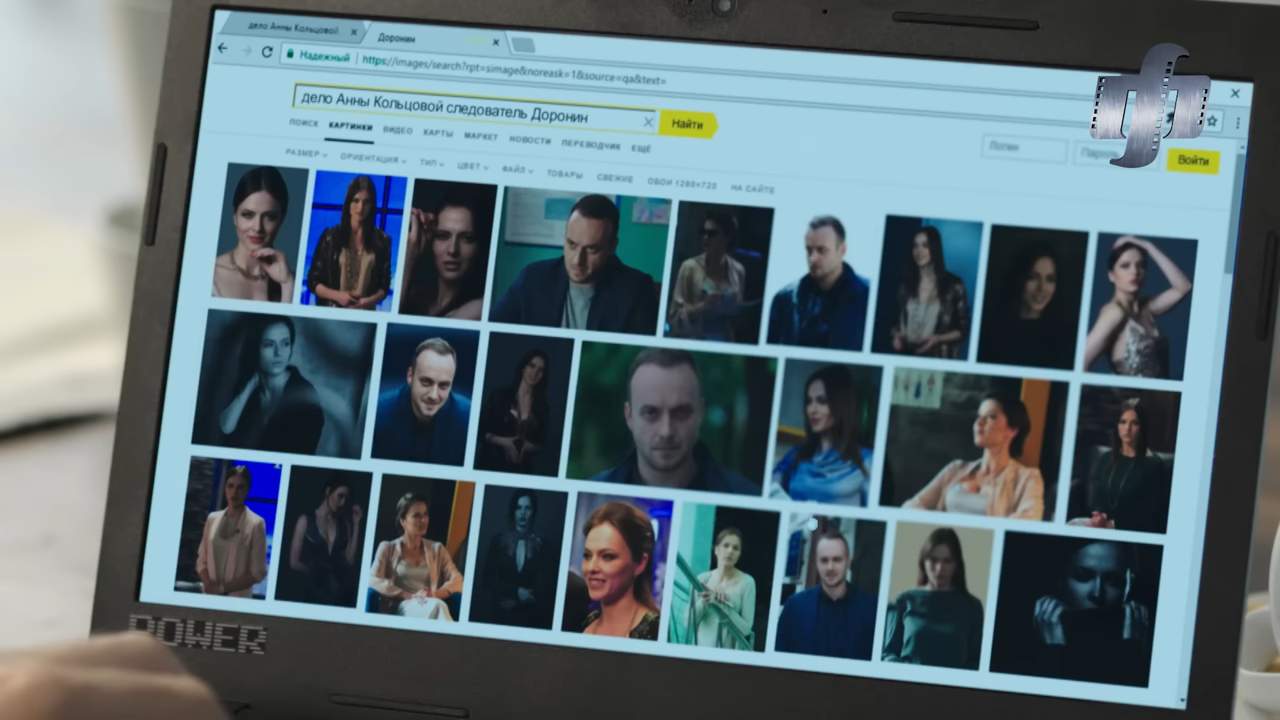 дело Анны Кольцовой
Доронин
Надежный
https://images/search?rpt=simage&noreask=1&source=qa&text=
дело Анны Кольцовой следователь Доронин
Найти
ПОИСК КАРТИНКИ ВИДЕО КАРТЫ МАРКЕТ НОВОСТИ ПЕРЕВОДЧИК ЕЩЁ
Логин
Пароль
Войти
РАЗМЕР ОРИЕНТАЦИЯ ТИП ЦВЕТ ФАЙЛ ТОВАРЫ СВЕЖИЕ ОБОИ 1280×720 НА САЙТЕ
POWER